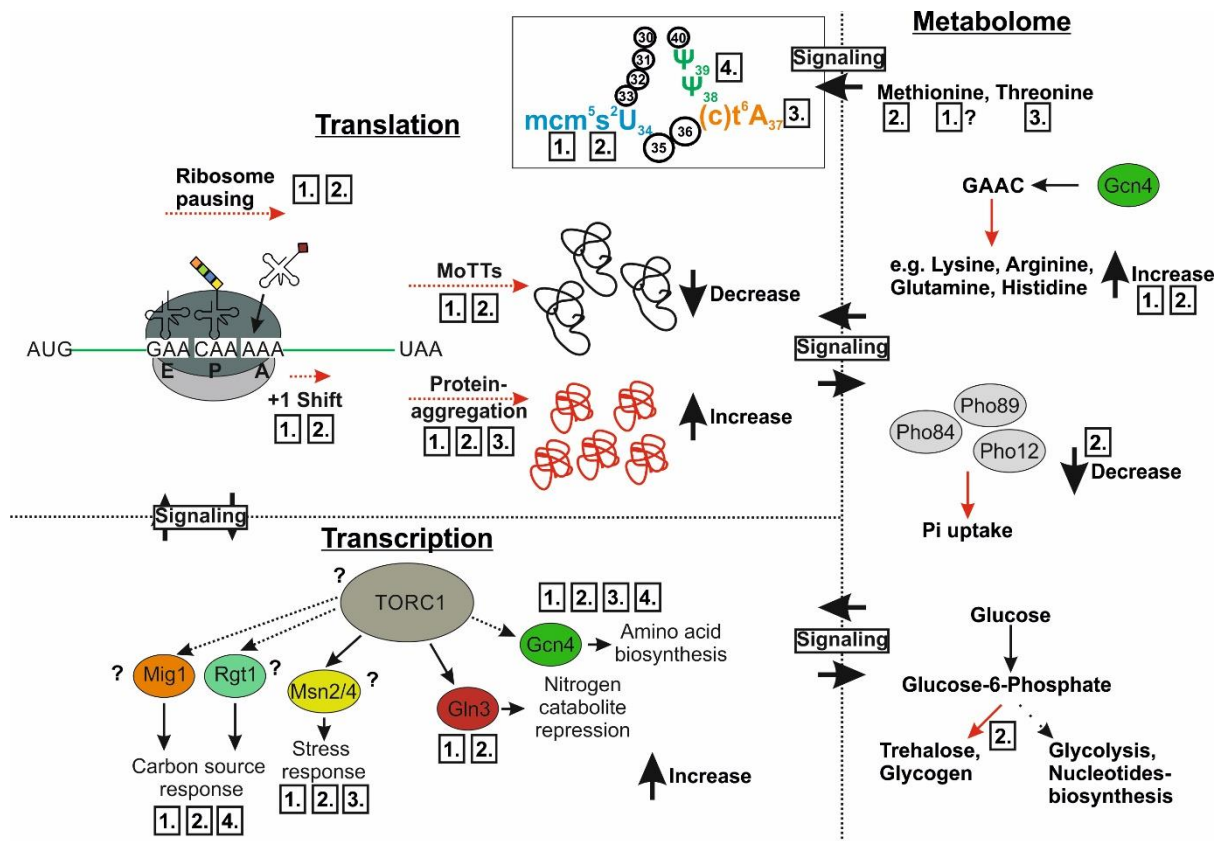 Translation
Ribosome
pausing
1. 2.
AUG
GAA CAA AAA
UAA
E P A
+1 Shift
1. 2.
MoTTs
1. 2.
Decrease
Protein-
aggregation
1. 2. 3.
Increase
30 40
31
32
33
Ψ39
Ψ38
4.
mcm5s2U34
1. 2.
35 36
(c)t6A37
3.
Signaling
Metabolome
Methionine, Threonine
2. 1.? 3.
GAAC
Gcn4
e.g. Lysine, Arginine,
Glutamine, Histidine
Increase
1. 2.
Signaling
Pho89
Pho84
Pho12
2.
Decrease
Pi uptake
Signaling
Transcription
?
TORC1
1. 2. 3. 4.
Gcn4
Amino acid
biosynthesis
? Mig1
Rgt1 ?
Msn2/4 ?
Gln3
1. 2.
Nitrogen
catabolite
repression
Carbon source
response
1. 2. 4.
Stress
response
1. 2. 3.
Increase
Signaling
Glucose
Glucose-6-Phosphate
2.
Trehalose,
Glycogen
Glycolysis,
Nucleotides-
biosynthesis